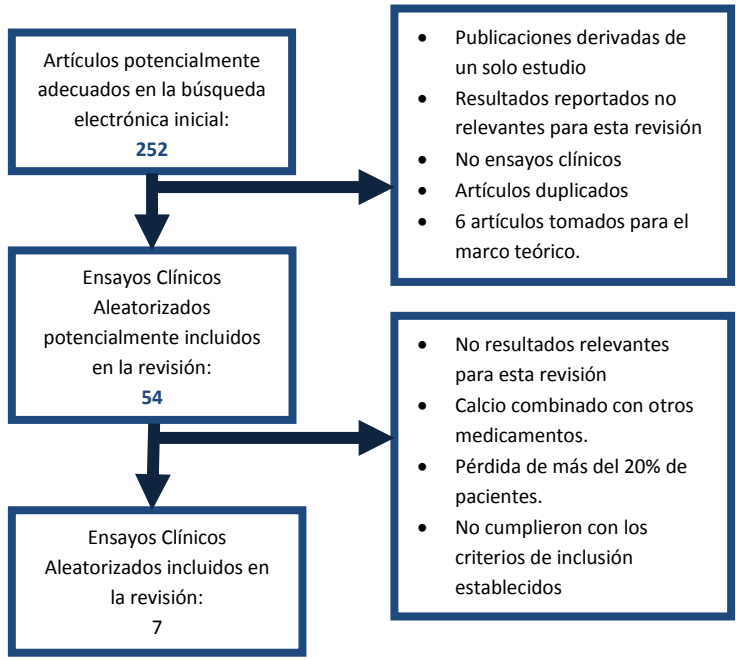 Artículos potencialmente
adecuados en la búsqueda
electrónica inicial:
252
• Publicaciones derivadas de
un solo estudio
• Resultados reportados no
relevantes para esta revisión
• No ensayos clínicos
• Artículos duplicados
• 6 artículos tomados para el
marco teórico.
Ensayos Clínicos
Aleatorizados
potencialmente incluidos
en la revisión:
54
• No resultados relevantes
para esta revisión
• Calcio combinado con otros
medicamentos.
• Pérdida de más del 20% de
pacientes.
• No cumplieron con los
criterios de inclusión
establecidos
Ensayos Clínicos
Aleatorizados incluidos en
la revisión:
7